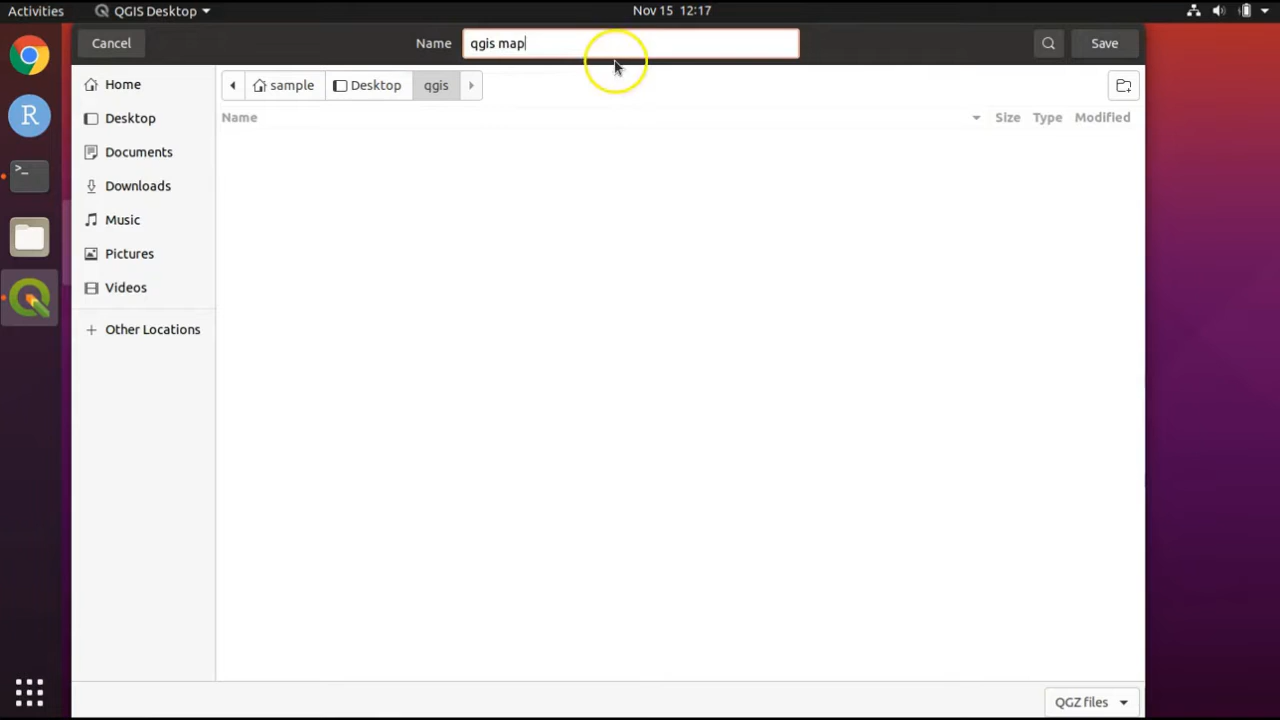 Activities QGIS Desktop Nov 15 12:17
Cancel Name qgis map Save
Home sample Desktop qgis
Name Size Type Modified
Desktop
Documents
Downloads
Music
Pictures
Videos
Other Locations
R
>_
QGZ files